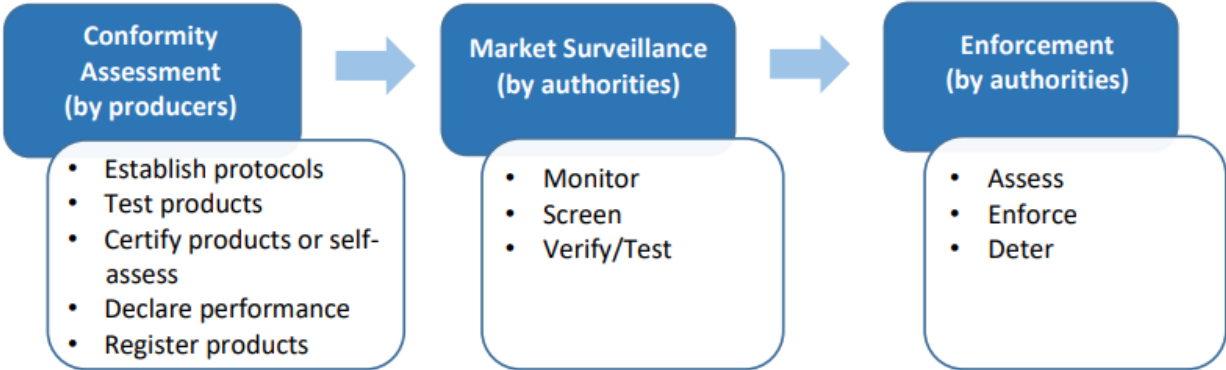 Conformity
Assessment
(by producers)
• Establish protocols
• Test products
• Certify products or self-
assess
• Declare performance
• Register products
Market Surveillance
(by authorities)
• Monitor
• Screen
• Verify/Test
Enforcement
(by authorities)
• Assess
• Enforce
• Deter